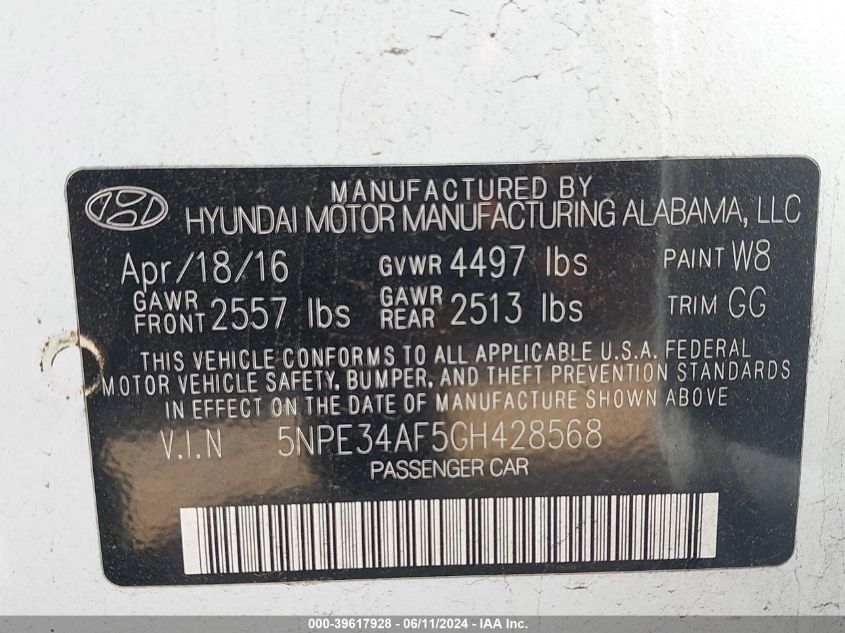 MANUFACTURED BY
HYUNDAI MOTOR MANUFACTURING ALABAMA, LLC
Apr/18/16 GVWR 4497 lbs PAINT W8
GAWR FRONT 2557 lbs GAWR REAR 2513 lbs TRIM GG
THIS VEHICLE CONFORMS TO ALL APPLICABLE U.S.A. FEDERAL
MOTOR VEHICLE SAFETY, BUMPER, AND THEFT PREVENTION STANDARDS
IN EFFECT ON THE DATE OF MANUFACTURE SHOWN ABOVE
V.I.N 5NPE34AF5GH428568
PASSENGER CAR
000-39617928 - 06/11/2024 - IAA Inc.